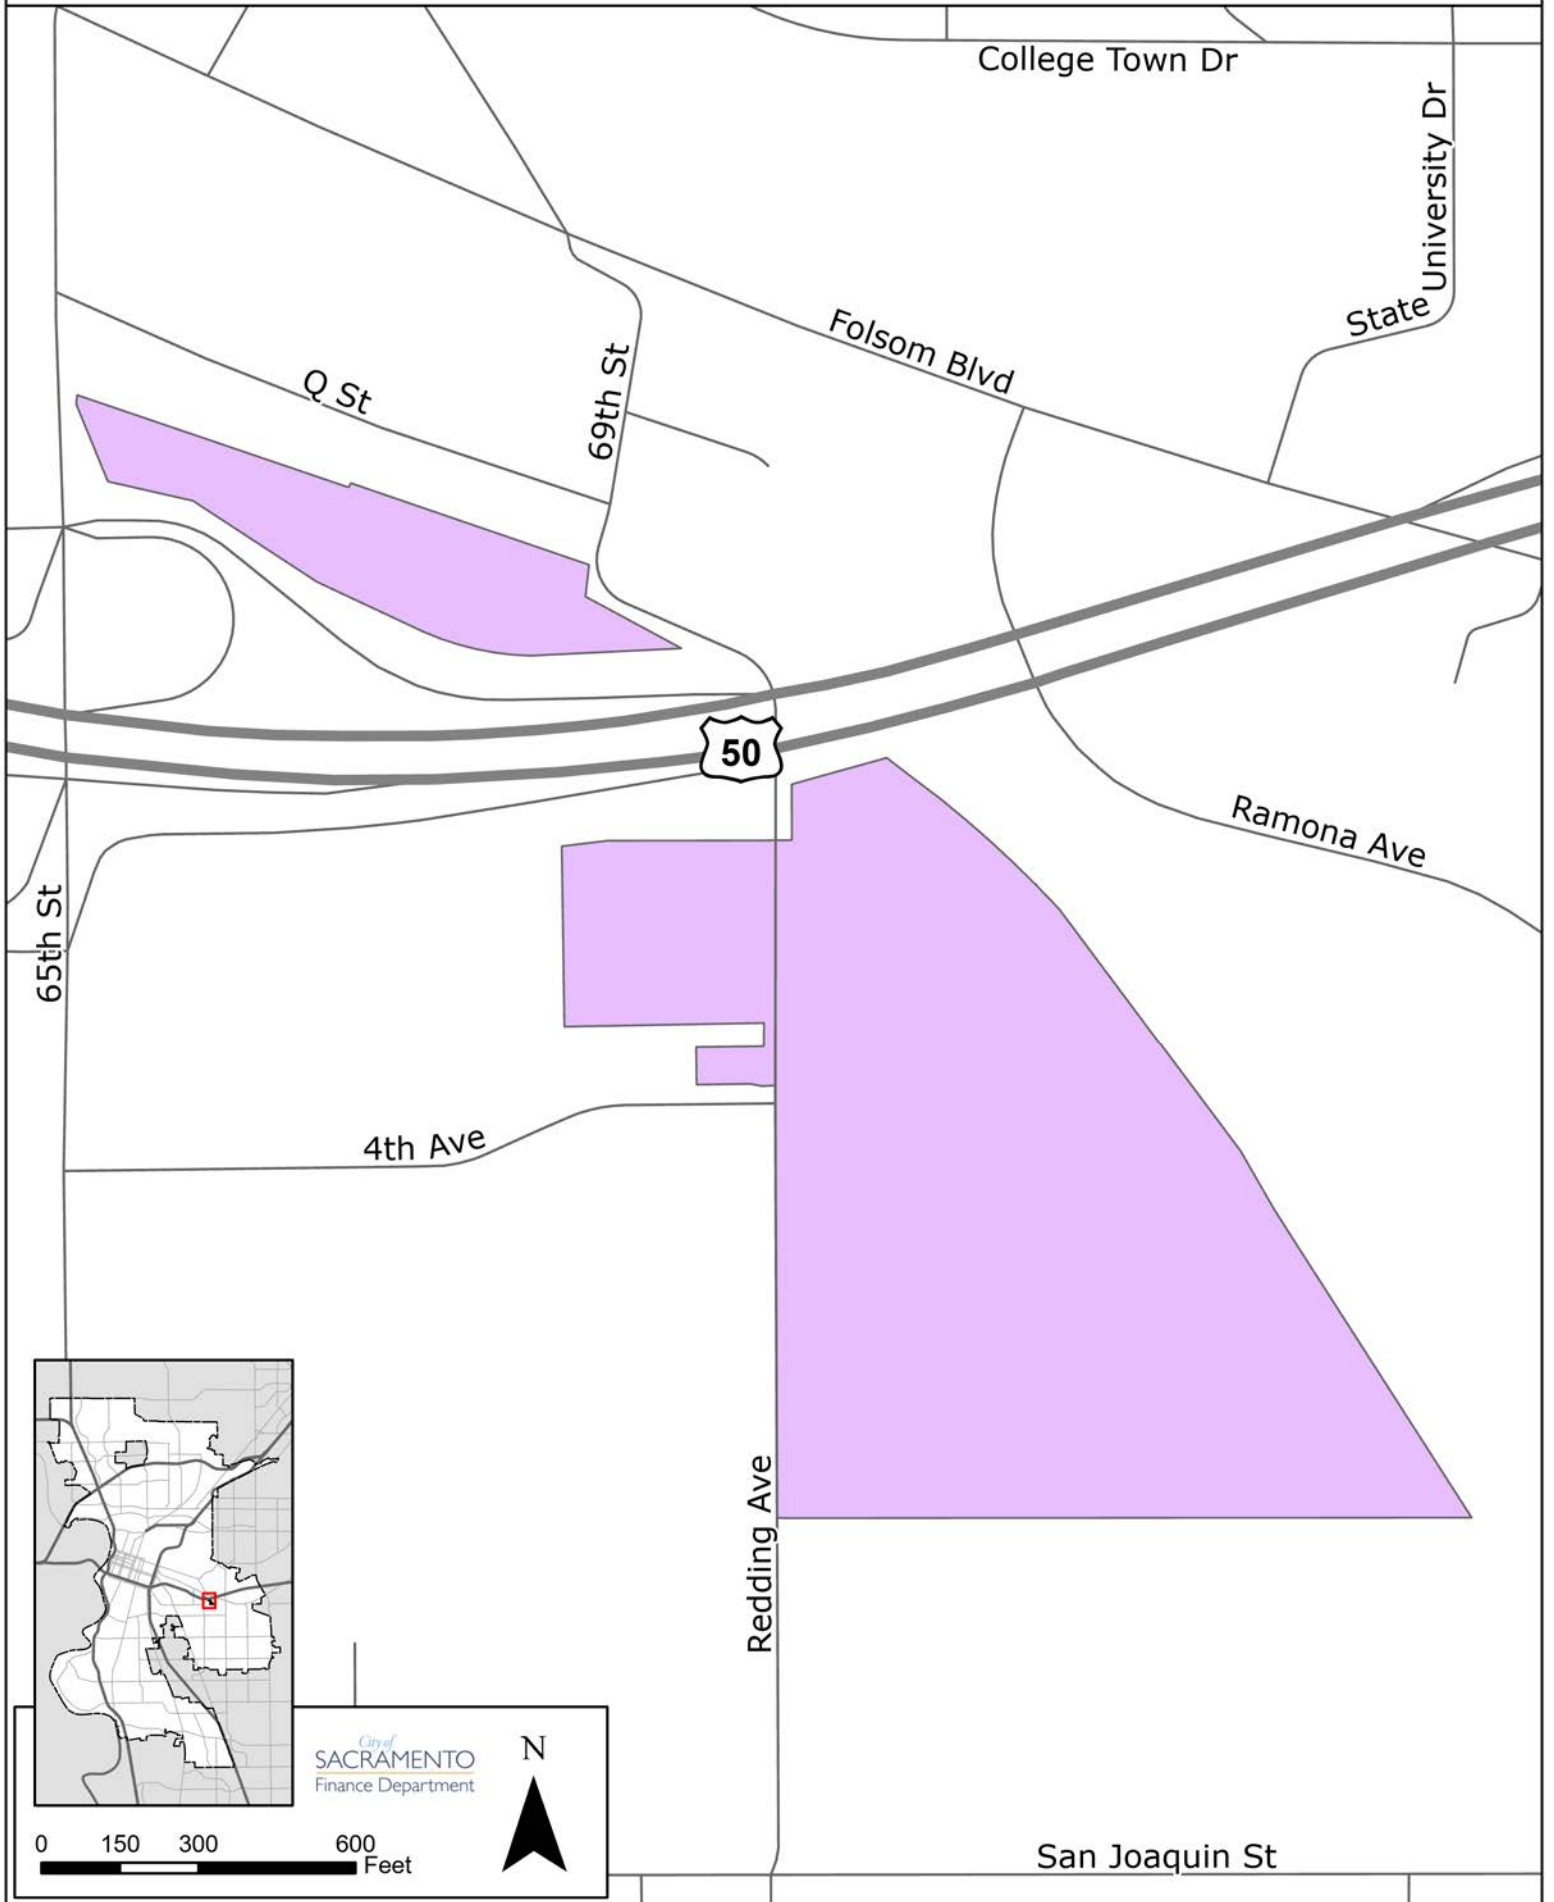 College Town Dr
University Dr
State
Folsom Blvd
69th St
Q St
50
Ramona Ave
65th St
4th Ave
Redding Ave
City of
SACRAMENTO
Finance Department
N
0 150 300 600
Feet
San Joaquin St